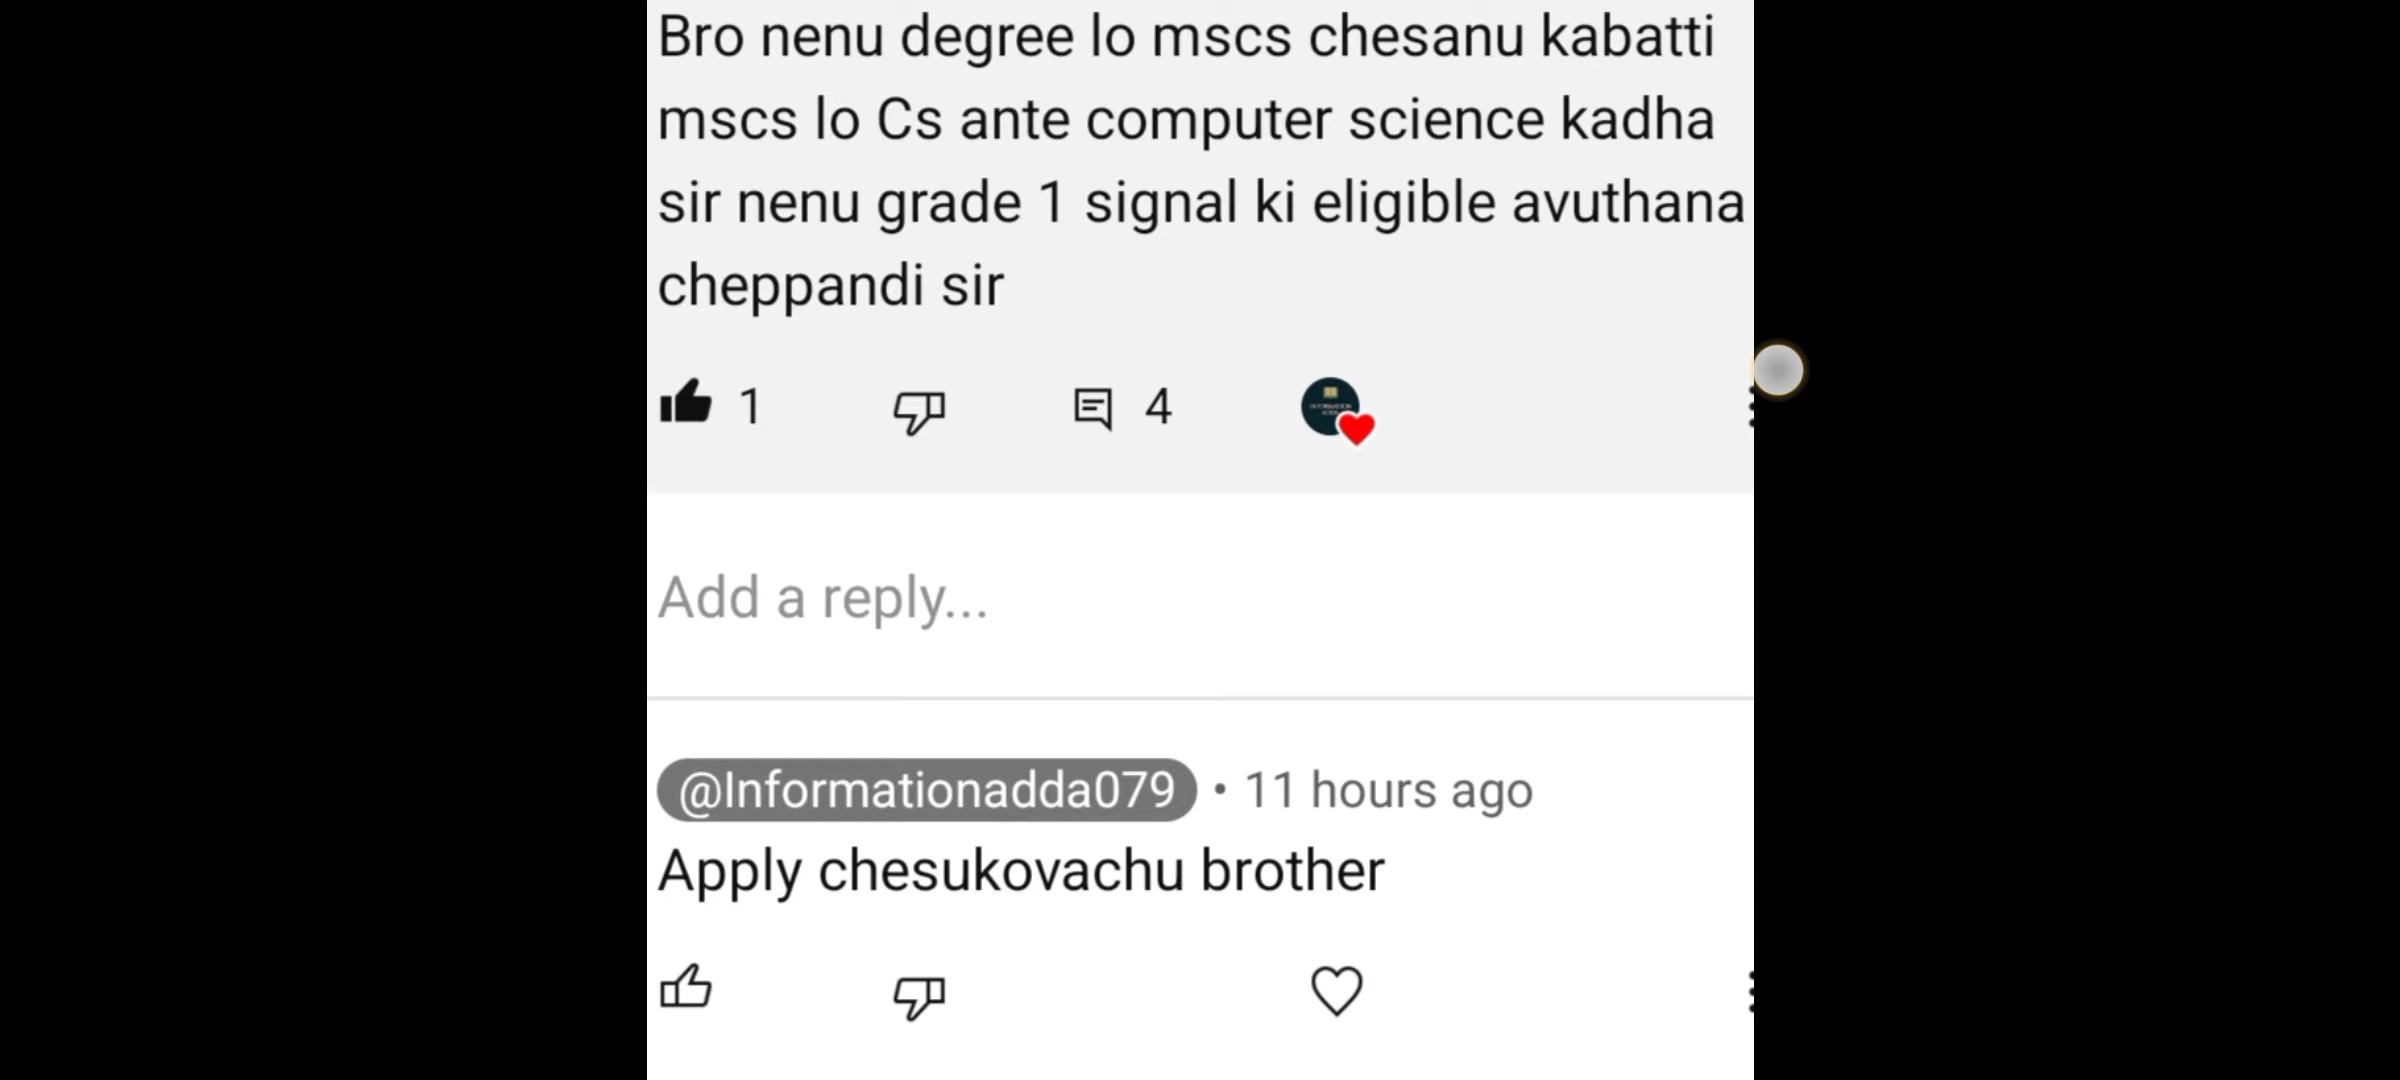 Bro nenu degree lo mscs chesanu kabatti
mscs lo Cs ante computer science kadha
sir nenu grade 1 signal ki eligible avuthana
cheppandi sir
1
4
Add a reply...
@Informationadda079 • 11 hours ago
Apply chesukovachu brother